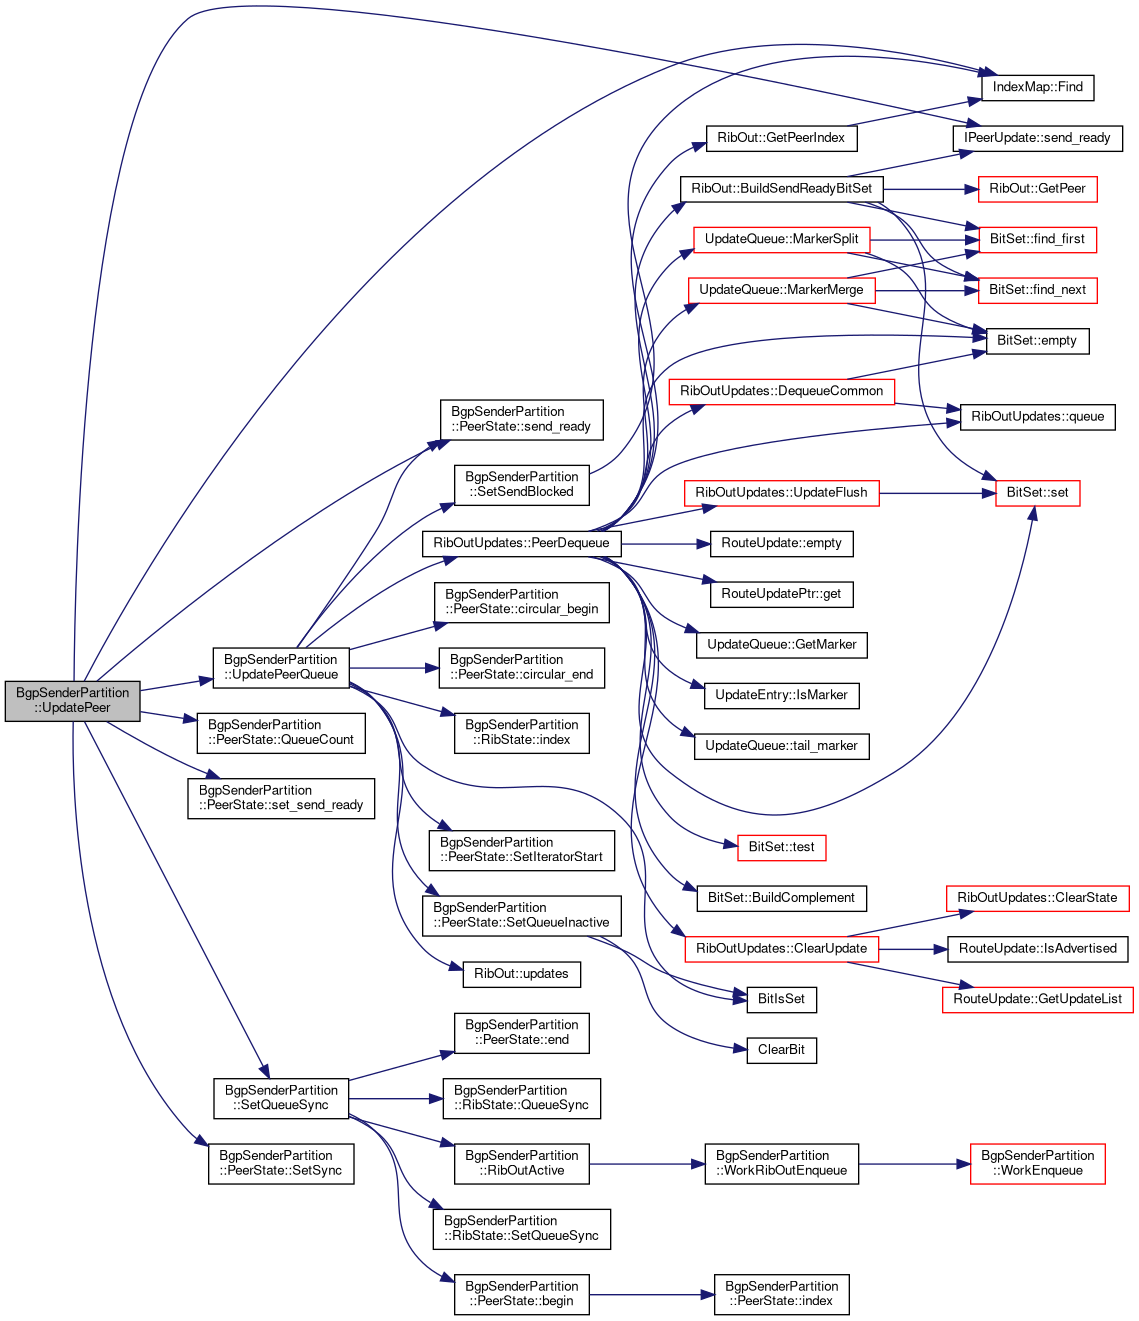 BgpSenderPartition
::UpdatePeer
BgpSenderPartition
::UpdatePeerQueue
BgpSenderPartition
::PeerState::QueueCount
BgpSenderPartition
::PeerState::set_send_ready
BgpSenderPartition
::SetQueueSync
BgpSenderPartition
::PeerState::SetSync
BgpSenderPartition
::PeerState::send_ready
BgpSenderPartition
::SetSendBlocked
RibOutUpdates::PeerDequeue
BgpSenderPartition
::PeerState::circular_begin
BgpSenderPartition
::PeerState::circular_end
BgpSenderPartition
::RibState::index
BgpSenderPartition
::PeerState::SetIteratorStart
BgpSenderPartition
::PeerState::SetQueueInactive
RibOut::updates
BgpSenderPartition
::PeerState::end
BgpSenderPartition
::RibState::QueueSync
BgpSenderPartition
::RibOutActive
BgpSenderPartition
::RibState::SetQueueSync
BgpSenderPartition
::PeerState::begin
RibOut::GetPeerIndex
RibOut::BuildSendReadyBitSet
UpdateQueue::MarkerSplit
UpdateQueue::MarkerMerge
RibOutUpdates::DequeueCommon
RibOutUpdates::UpdateFlush
RouteUpdate::empty
RouteUpdatePtr::get
UpdateQueue::GetMarker
UpdateEntry::IsMarker
UpdateQueue::tail_marker
BitSet::test
BitSet::BuildComplement
RibOutUpdates::ClearUpdate
BitIsSet
ClearBit
BgpSenderPartition
::WorkRibOutEnqueue
BgpSenderPartition
::PeerState::index
IndexMap::Find
IPeerUpdate::send_ready
RibOut::GetPeer
BitSet::find_first
BitSet::find_next
BitSet::empty
RibOutUpdates::queue
BitSet::set
RibOutUpdates::ClearState
RouteUpdate::IsAdvertised
RouteUpdate::GetUpdateList
BgpSenderPartition
::WorkEnqueue